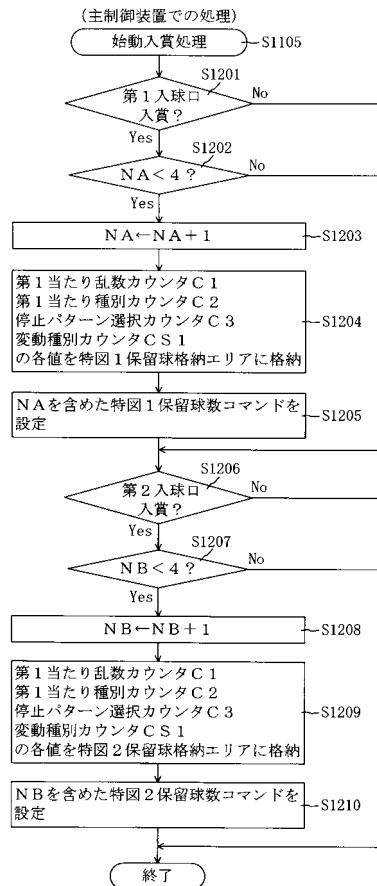 (主制御装置での処理)
始動入賞処理
S1105
S1201
第1入球口
入賞?
No
Yes
S1202
NA<4?
No
Yes
NA←NA+1
S1203
第1当たり乱数カウンタC1
第1当たり種別カウンタC2
停止パターン選択カウンタC3
変動種別カウンタCS1
の各値を特図1保留球格納エリアに格納
S1204
NAを含めた特図1保留球数コマンドを
設定
S1205
S1206
第2入球口
入賞?
No
Yes
S1207
NB<4?
No
Yes
NB←NB+1
S1208
第1当たり乱数カウンタC1
第1当たり種別カウンタC2
停止パターン選択カウンタC3
変動種別カウンタCS1
の各値を特図2保留球格納エリアに格納
S1209
NBを含めた特図2保留球数コマンドを
設定
S1210
終了